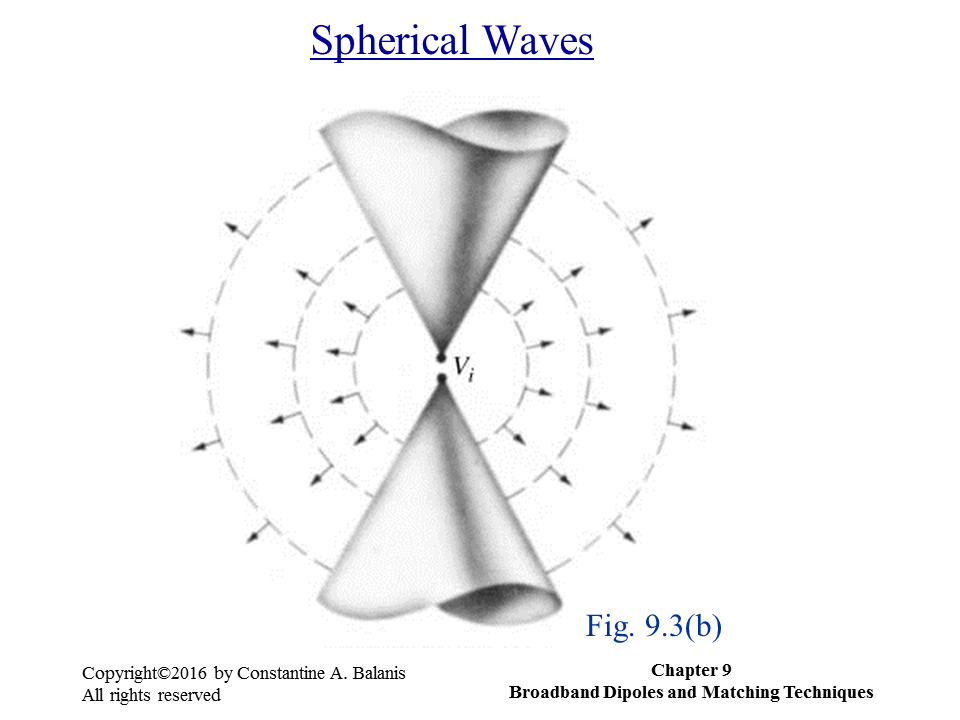 Spherical Waves
Vi
Fig. 9.3(b)
Copyright©2016 by Constantine A. Balanis
All rights reserved
Chapter 9
Broadband Dipoles and Matching Techniques